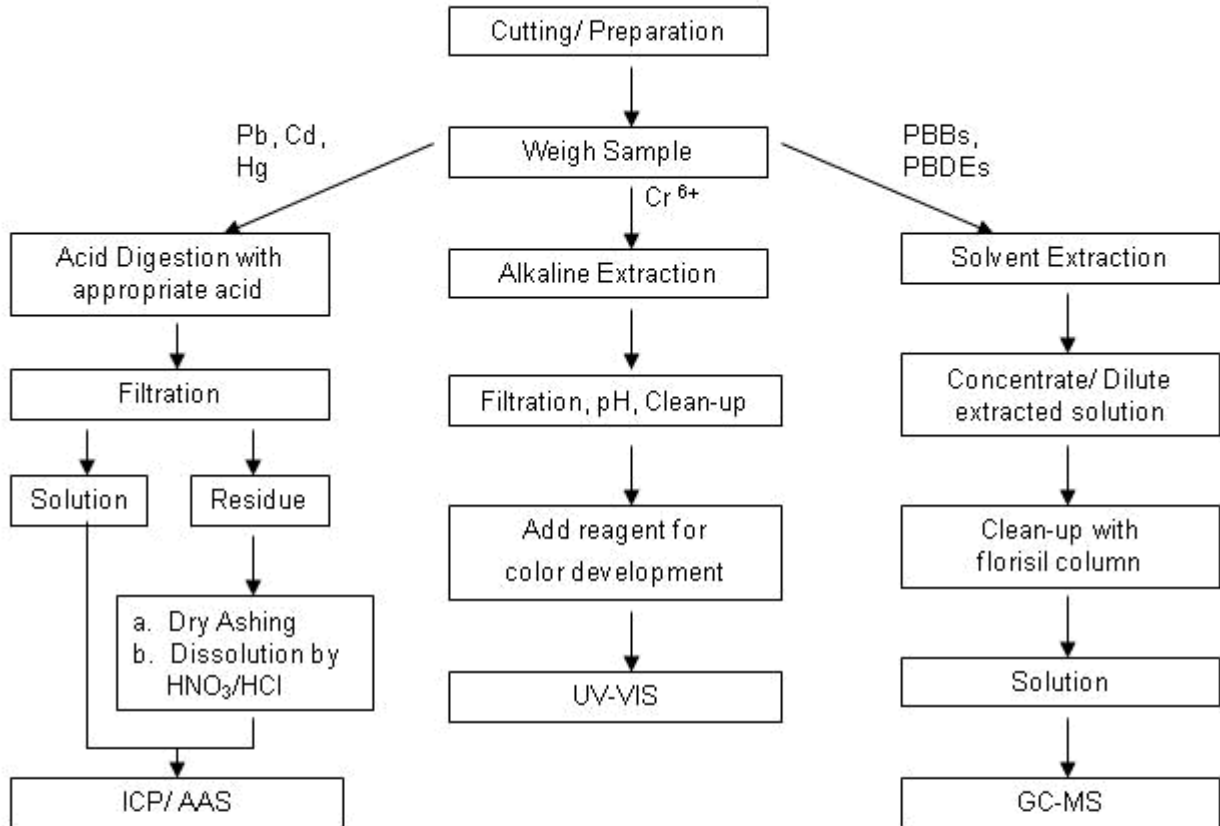 Cutting/ Preparation
Pb, Cd,
Hg
Weigh Sample
PBBs,
PBDEs
Cr 6+
Acid Digestion with
appropriate acid
Alkaline Extraction
Solvent Extraction
Filtration
Filtration, pH, Clean-up
Concentrate/ Dilute
extracted solution
Solution
Residue
Add reagent for
color development
Clean-up with
florisil column
a. Dry Ashing
b. Dissolution by
HNO3/HCl
UV-VIS
Solution
ICP/ AAS
GC-MS